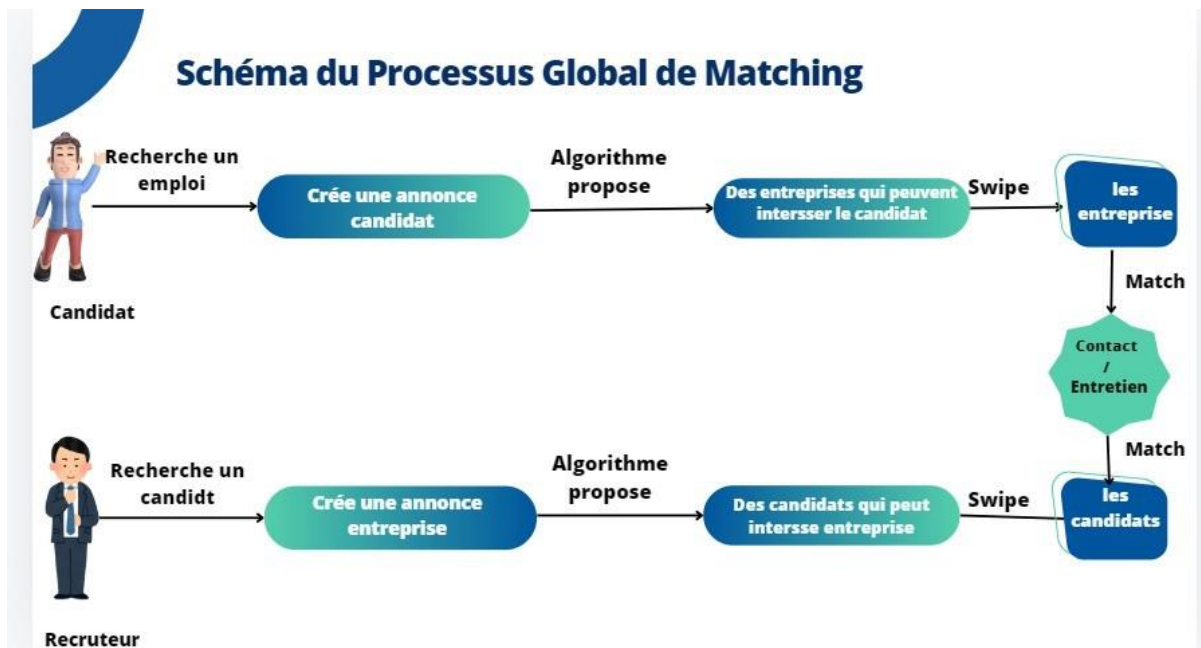 Schéma du Processus Global de Matching
Recherche un
emploi
Crée une annonce
candidat
Algorithme
propose
Des entreprises qui peuvent
intersser le candidat
Swipe
les
entreprise
Candidat
Match
Contact
/
Entretien
Match
Recherche un
candidt
Crée une annonce
entreprise
Algorithme
propose
Des candidats qui peut
intersse entreprise
Swipe
les
candidats
Recruteur